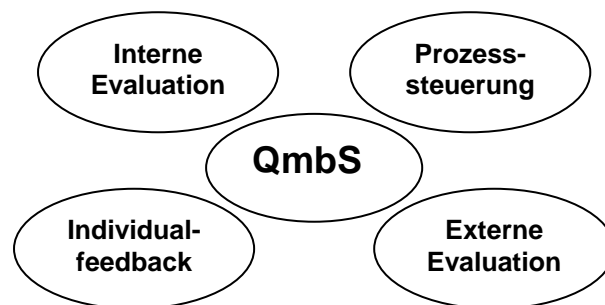 Interne
Evaluation
Prozess-
steuerung
QmbS
Individual-
feedback
Externe
Evaluation